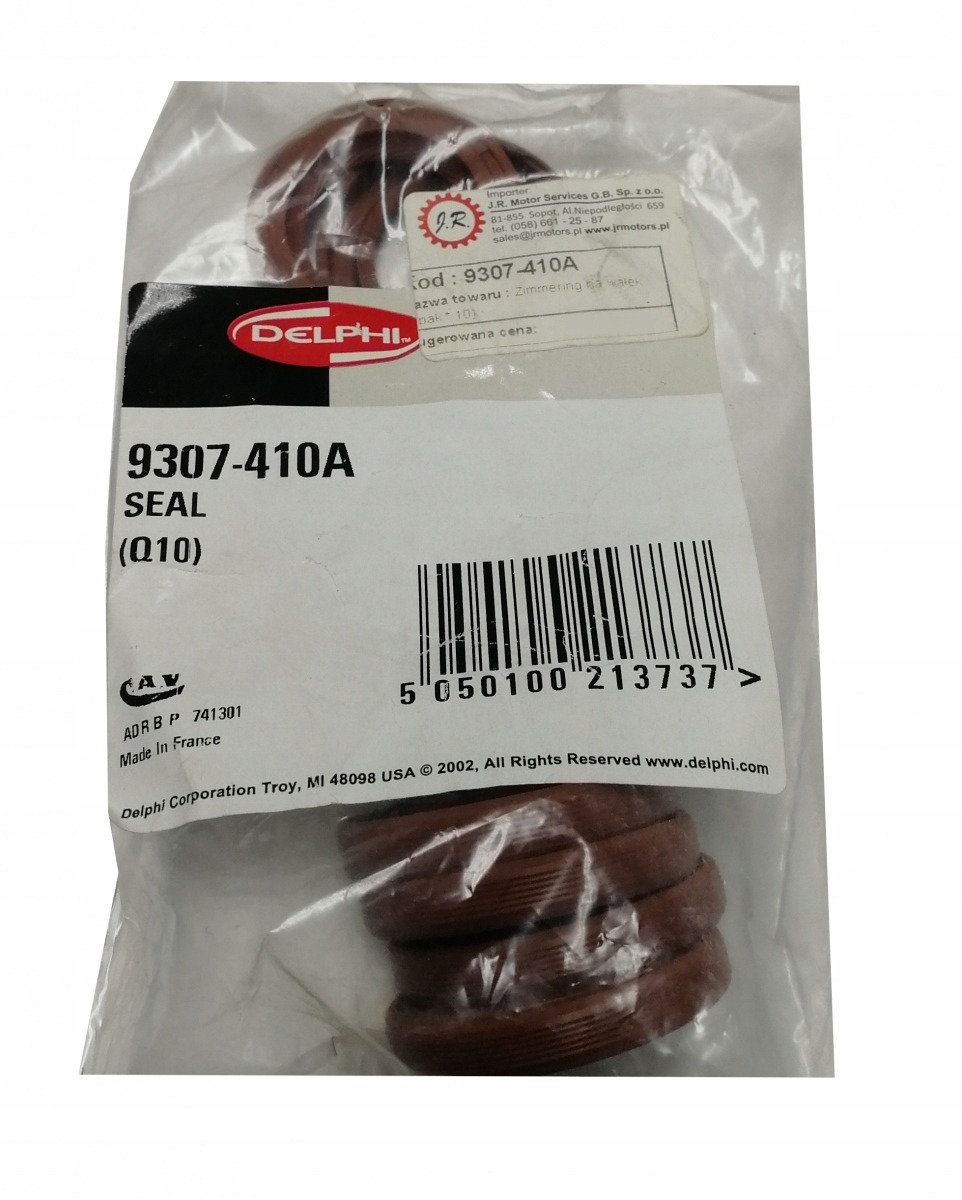 Importer:
J.R. Motor Services G.B. Sp. z o.o.
81-855 Sopot, Al.Niepodległości 659
tel. (058) 661 - 25 - 87
sales@jrmotors.pl www.jrmotors.pl
J.R.
kod : 9307-410A
azwa towaru : Zimmering na wałek
pak* 10)
ugerowana cena:
DELPHI™
9307-410A
SEAL
(Q10)
5 050100 213737 >
C.A.V.
ADR B P 741301
Made In France
Delphi Corporation Troy, MI 48098 USA © 2002, All Rights Reserved www.delphi.com